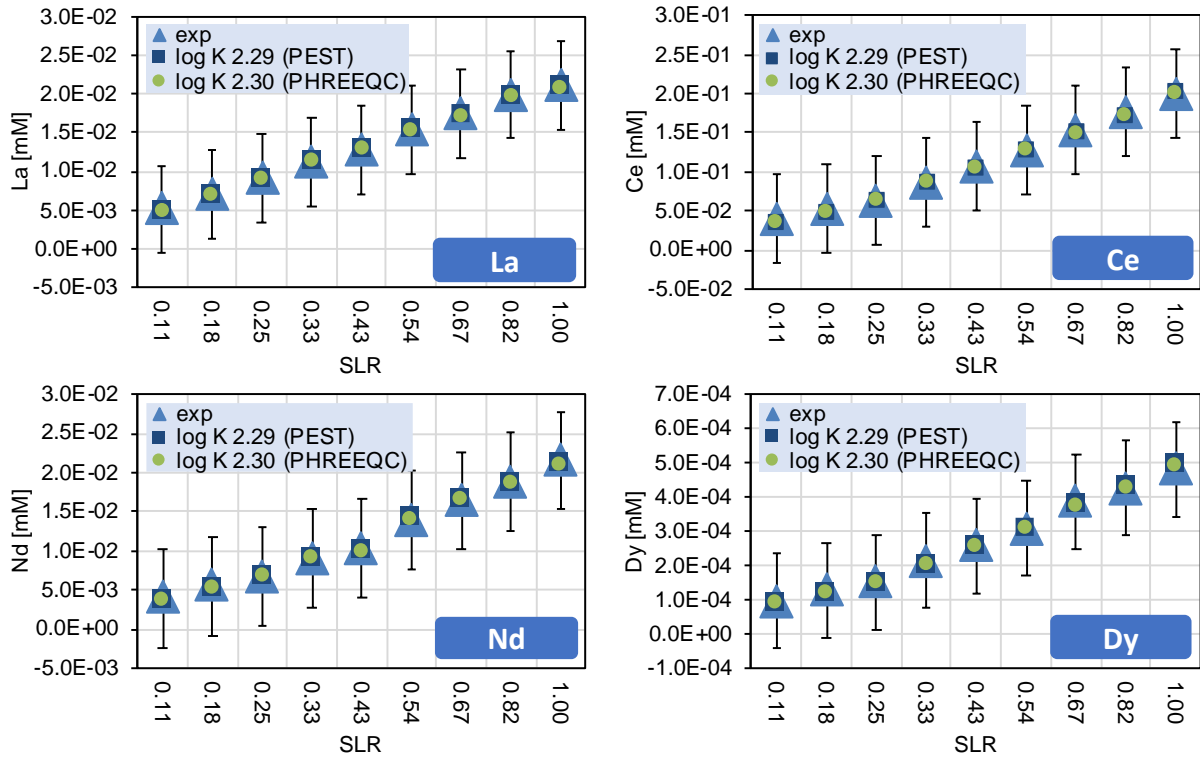 3.0E-02
2.5E-02
2.0E-02
1.5E-02
1.0E-02
5.0E-03
0.0E+00
-5.0E-03
La [mM]
exp
log K 2.29 (PEST)
log K 2.30 (PHREEQC)
La
0.11 0.18 0.25 0.33 0.43 0.54 0.67 0.82 1.00
SLR
3.0E-01
2.5E-01
2.0E-01
1.5E-01
1.0E-01
5.0E-02
0.0E+00
-5.0E-02
Ce [mM]
exp
log K 2.29 (PEST)
log K 2.30 (PHREEQC)
Ce
0.11 0.18 0.25 0.33 0.43 0.54 0.67 0.82 1.00
SLR
3.0E-02
2.5E-02
2.0E-02
1.5E-02
1.0E-02
5.0E-03
0.0E+00
-5.0E-03
Nd [mM]
exp
log K 2.29 (PEST)
log K 2.30 (PHREEQC)
Nd
0.11 0.18 0.25 0.33 0.43 0.54 0.67 0.82 1.00
SLR
7.0E-04
6.0E-04
5.0E-04
4.0E-04
3.0E-04
2.0E-04
1.0E-04
0.0E+00
-1.0E-04
Dy [mM]
exp
log K 2.29 (PEST)
log K 2.30 (PHREEQC)
Dy
0.11 0.18 0.25 0.33 0.43 0.54 0.67 0.82 1.00
SLR